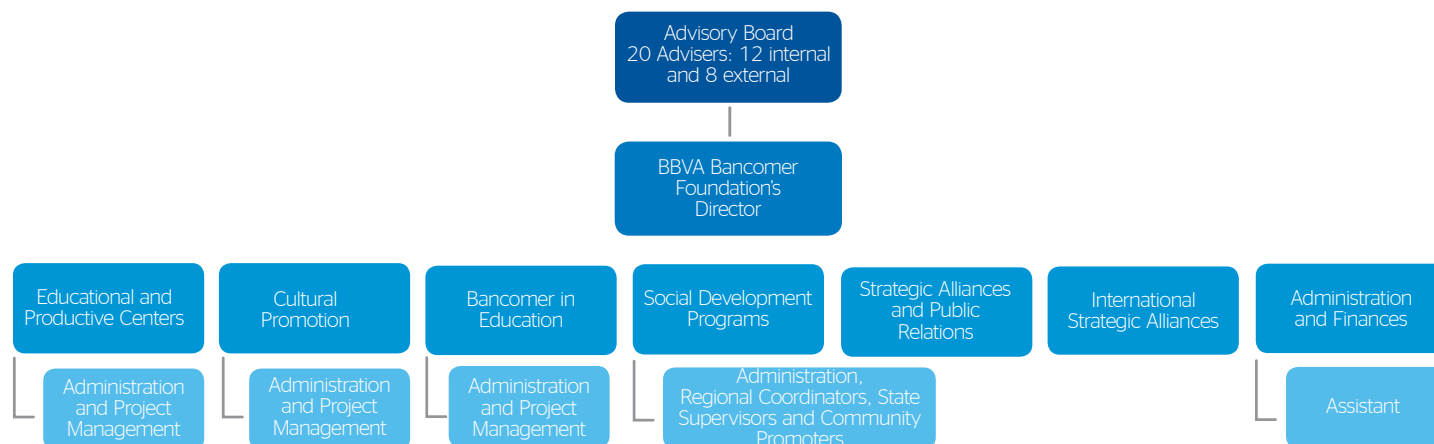 Advisory Board
20 Advisers: 12 internal
and 8 external
BBVA Bancomer
Foundation's
Director
Educational and
Productive Centers
Cultural
Promotion
Bancomer in
Education
Social Development
Programs
Strategic Alliances
and Public
Relations
International
Strategic Alliances
Administration
and Finances
Administration
and Project
Management
Administration
and Project
Management
Administration
and Project
Management
Administration,
Regional Coordinators, State
Supervisors and Community
Promoters
Assistant